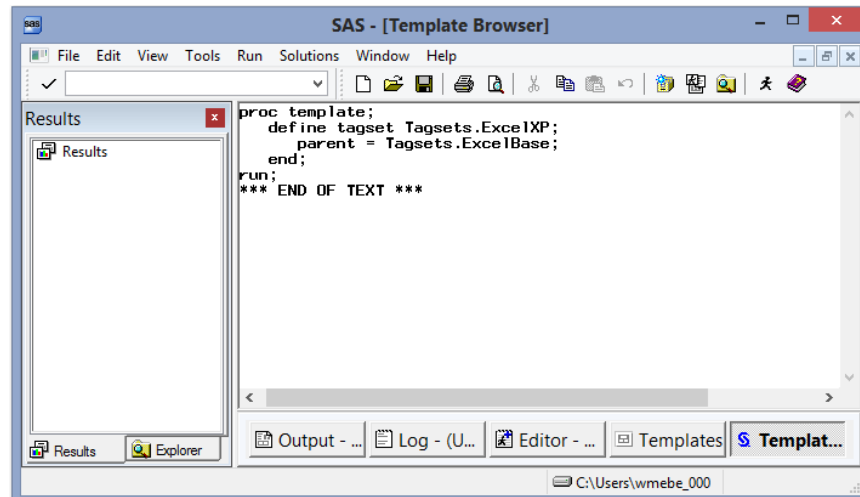 sas
SAS - [Template Browser]
File Edit View Tools Run Solutions Window Help
Results
Results
proc template;
   define tagset Tagsets.ExcelXP;
      parent = Tagsets.ExcelBase;
   end;
run;
*** END OF TEXT ***
Results Explorer
Output - ... Log - (U... Editor - ... Templates Templat...
C:\Users\wmebe_000